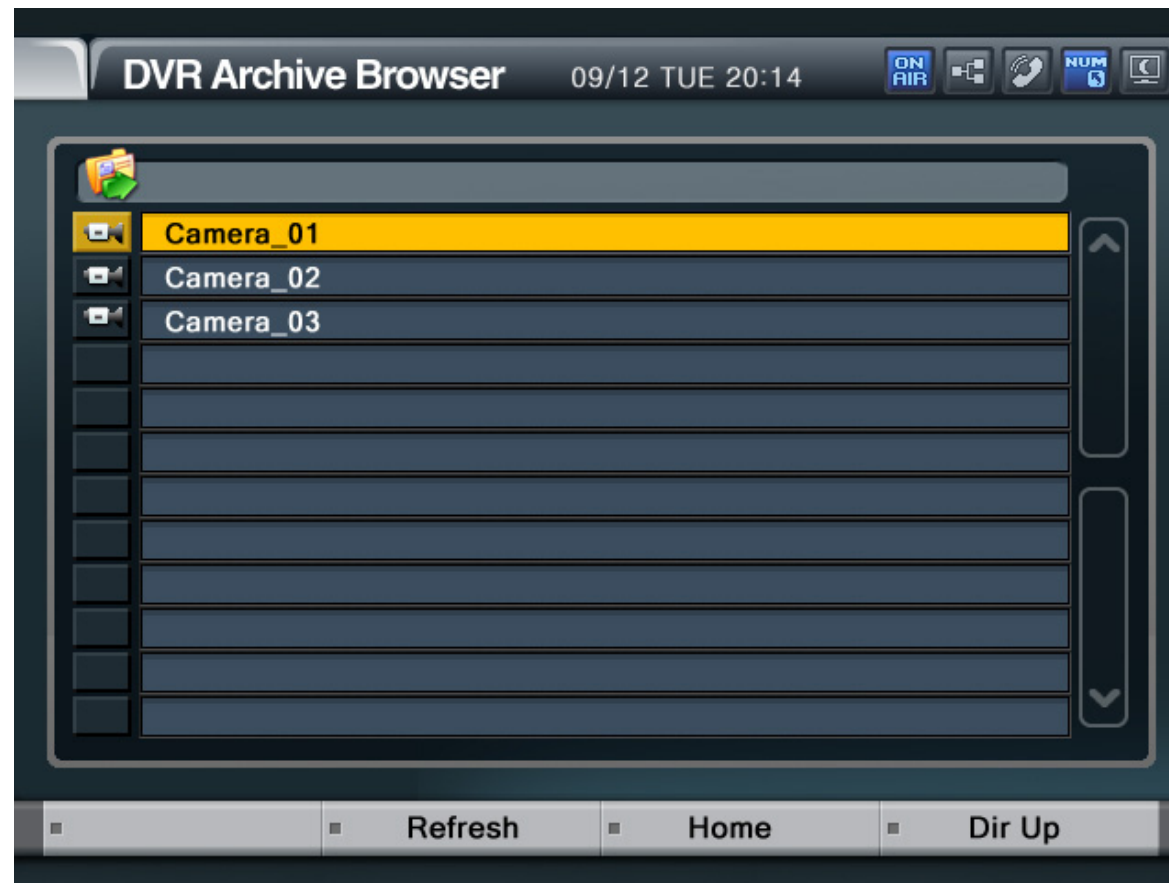 DVR Archive Browser 09/12 TUE 20:14 ON AIR NUM
Camera_01
Camera_02
Camera_03
Refresh Home Dir Up